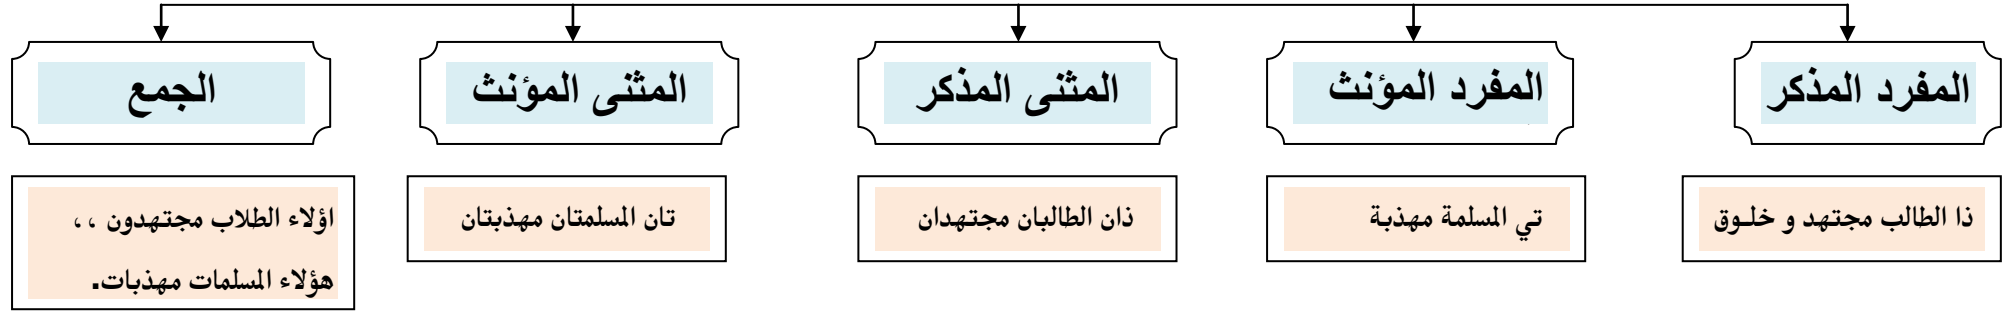 المفرد المذكر
المفرد المؤنث
المثنى المذكر
المثنى المؤنث
الجمع
ذا الطالب مجتهد و خلـوق
تي المسلمة مهذبة
ذان الطالبان مجتهدان
تان المسلمتان مهذبتان
اؤلاء الطلاب مجتهدون ،،
هؤلاء المسلمات مهذبات.